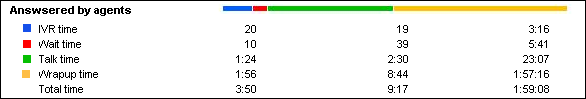 Answsered by agents
IVR time 20 19 3:16
Wait time 10 39 5:41
Talk time 1:24 2:30 23:07
Wrapup time 1:56 8:44 1:57:16
Total time 3:50 9:17 1:59:08